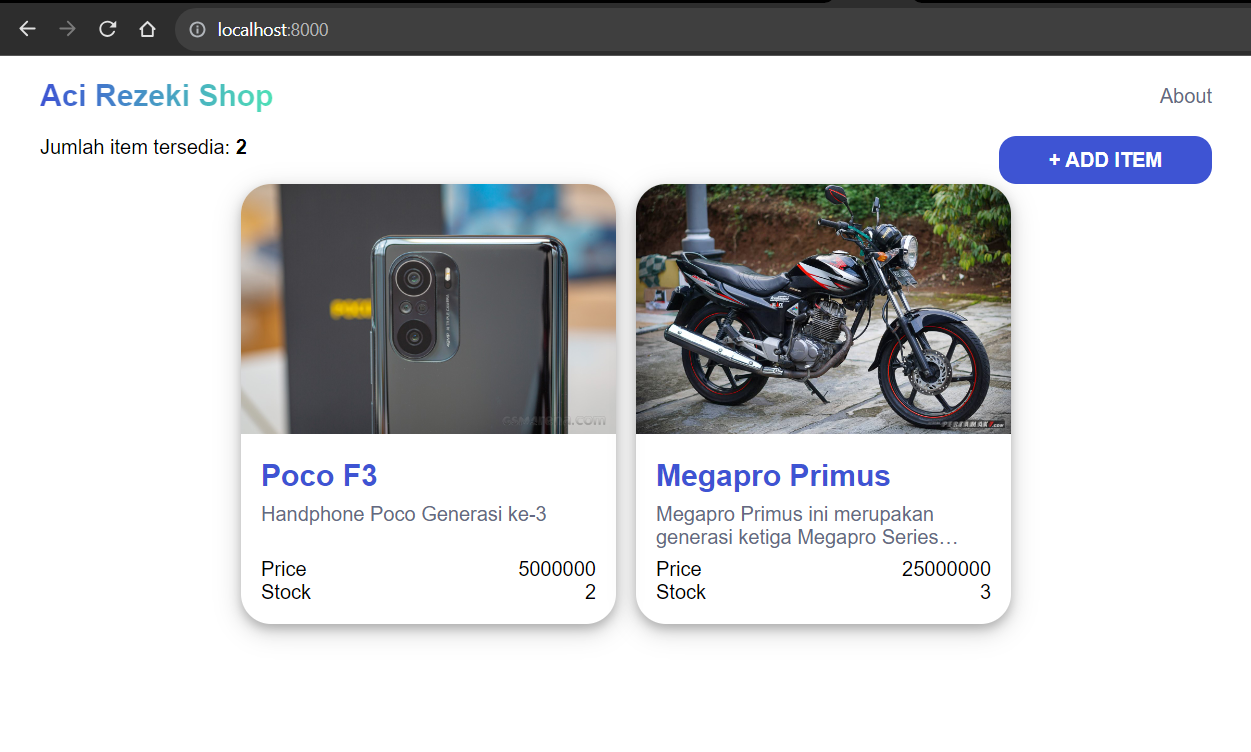 localhost:8000
Aci Rezeki Shop
About
Jumlah item tersedia: 2
+ ADD ITEM
Poco F3
Handphone Poco Generasi ke-3
Price 5000000
Stock 2
Megapro Primus
Megapro Primus ini merupakan
generasi ketiga Megapro Series…
Price 25000000
Stock 3